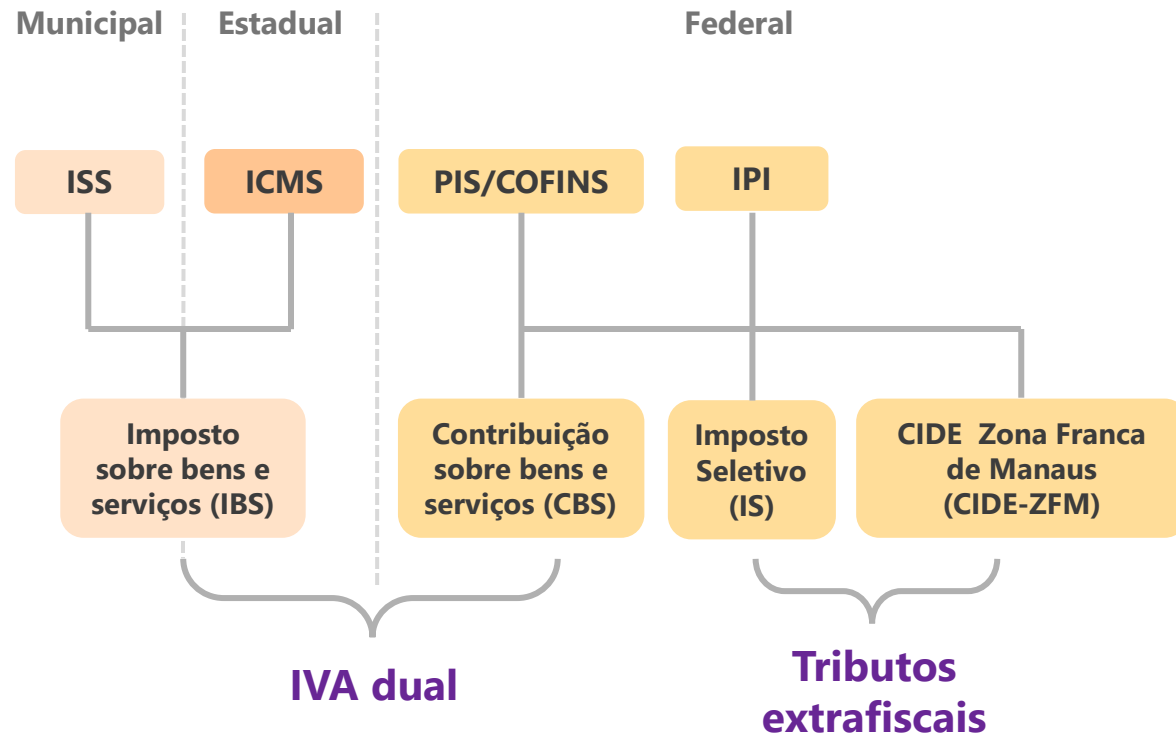 Municipal
Estadual
Federal
ISS
ICMS
PIS/COFINS
IPI
Imposto
sobre bens e
serviços (IBS)
Contribuição
sobre bens e
serviços (CBS)
Imposto
Seletivo
(IS)
CIDE Zona Franca
de Manaus
(CIDE-ZFM)
IVA dual
Tributos
extrafiscais